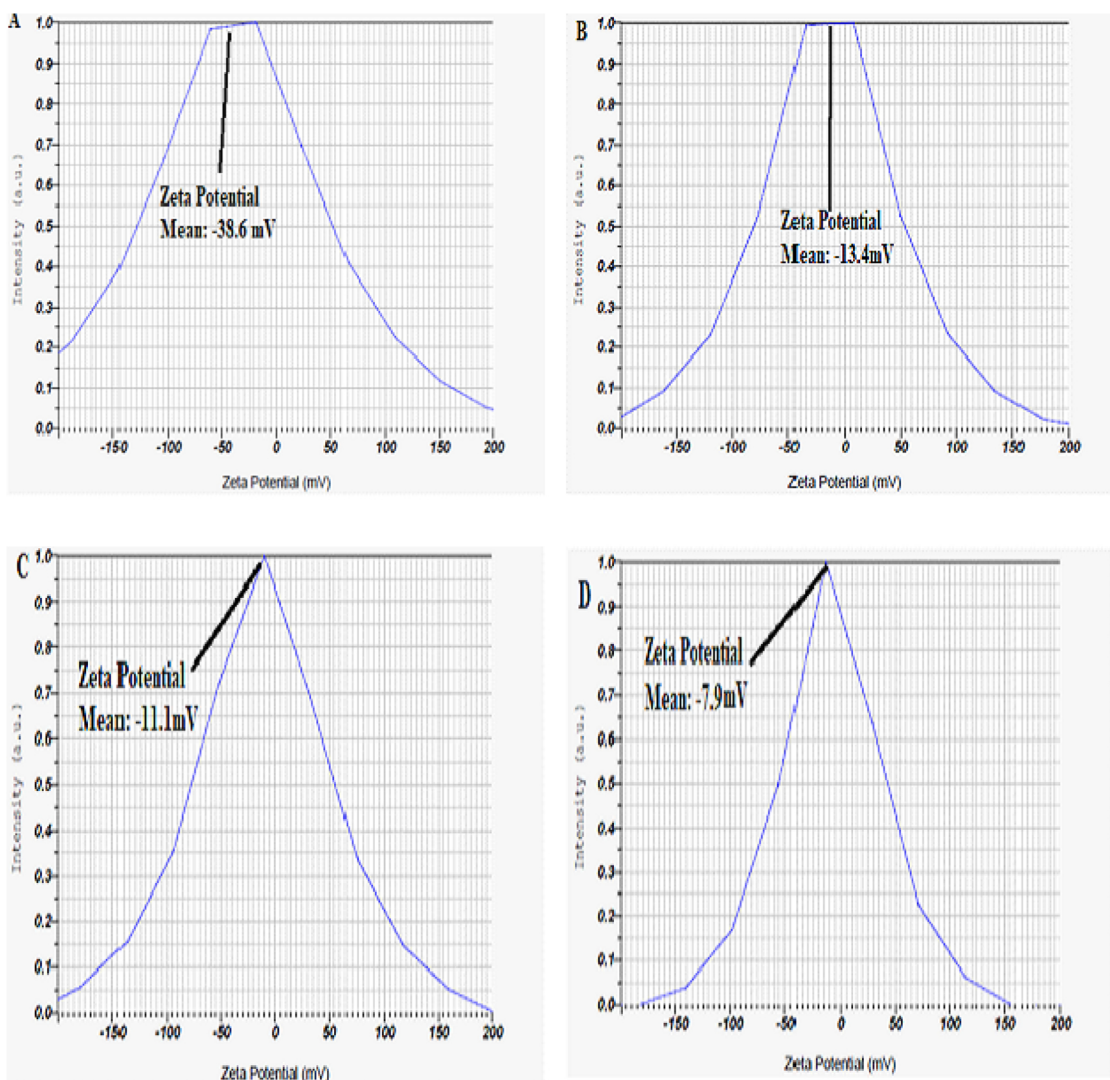 A
1.0
0.9
0.8
0.7
0.6
0.5
0.4
0.3
0.2
0.1
0.0
Intensity (a.u.)
Zeta Potential
Mean: -38.6 mV
-150 -100 -50 0 50 100 150 200
Zeta Potential (mV)
B
1.0
0.9
0.8
0.7
0.6
0.5
0.4
0.3
0.2
0.1
0.0
Intensity (a.u.)
Zeta Potential
Mean: -13.4mV
-150 -100 -50 0 50 100 150 200
Zeta Potential (mV)
C
1.0
0.9
0.8
0.7
0.6
0.5
0.4
0.3
0.2
0.1
0.0
Intensity (a.u.)
Zeta Potential
Mean: -11.1mV
-150 -100 -50 0 50 100 150 200
Zeta Potential (mV)
D
1.0
0.9
0.8
0.7
0.6
0.5
0.4
0.3
0.2
0.1
0.0
Intensity (a.u.)
Zeta Potential
Mean: -7.9mV
-150 -100 -50 0 50 100 150 200
Zeta Potential (mV)